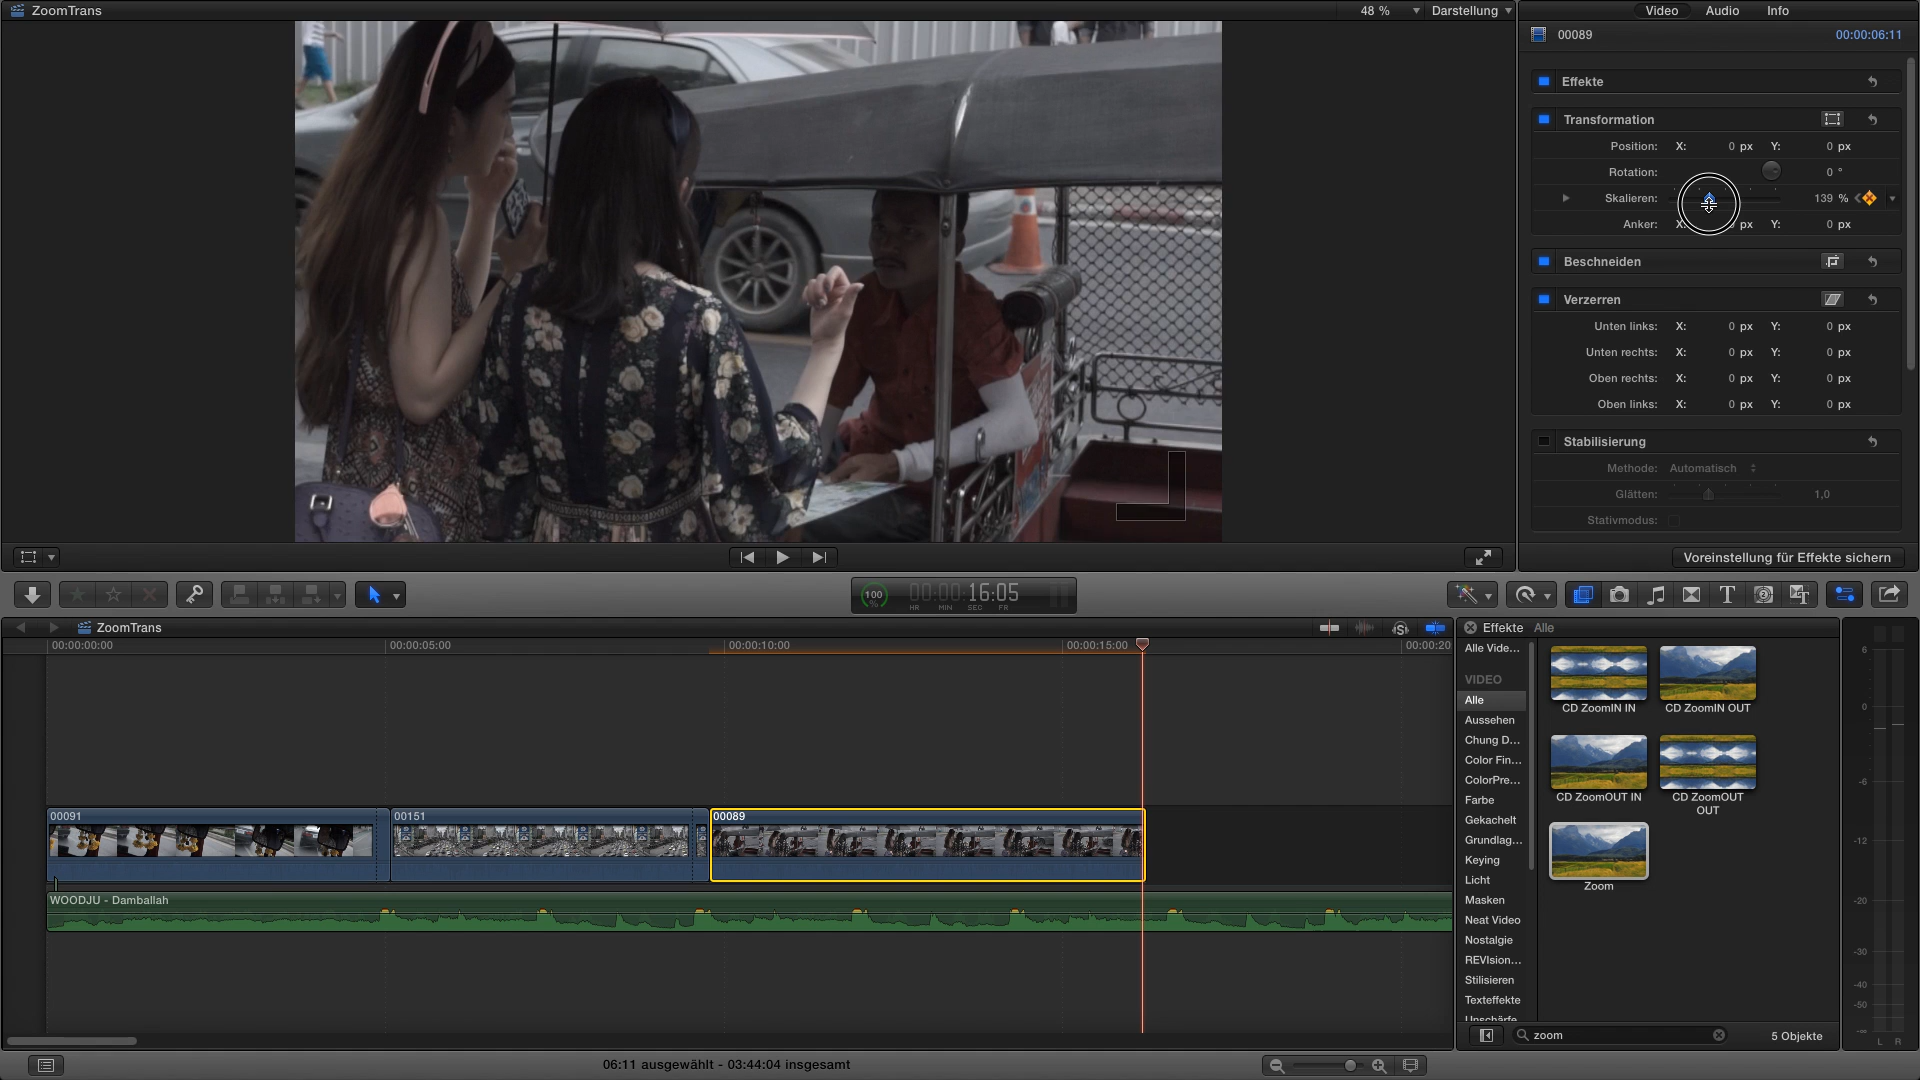 ZoomTrans
48 %
Darstellung
Video Audio Info
00089
00:00:06:11
Effekte
Transformation
Position: X: 0 px Y: 0 px
Rotation: 0 °
Skalieren: 139 %
Anker: X: px Y: 0 px
Beschneiden
Verzerren
Unten links: X: 0 px Y: 0 px
Unten rechts: X: 0 px Y: 0 px
Oben rechts: X: 0 px Y: 0 px
Oben links: X: 0 px Y: 0 px
Stabilisierung
Methode: Automatisch
Glätten: 1,0
Stativmodus:
Voreinstellung für Effekte sichern
100 %
00:00:16:05
HR MIN SEC FR
ZoomTrans
00:00:00:00
00:00:05:00
00:00:10:00
00:00:15:00
00:00:20
00091
00151
00089
WOODJU - Damballah
06:11 ausgewählt - 03:44:04 insgesamt
Effekte Alle
Alle Vide...
VIDEO
Alle
Aussehen
Chung D...
Color Fin...
ColorPre...
Farbe
Gekachelt
Grundlag...
Keying
Licht
Masken
Neat Video
Nostalgie
REVIsion...
Stilisieren
Texteffekte
Unschärfe
CD ZoomIN IN
CD ZoomIN OUT
CD ZoomOUT IN
CD ZoomOUT
OUT
Zoom
zoom
5 Objekte
6
0
-6
-12
-20
-30
-40
-50
-∞
L R